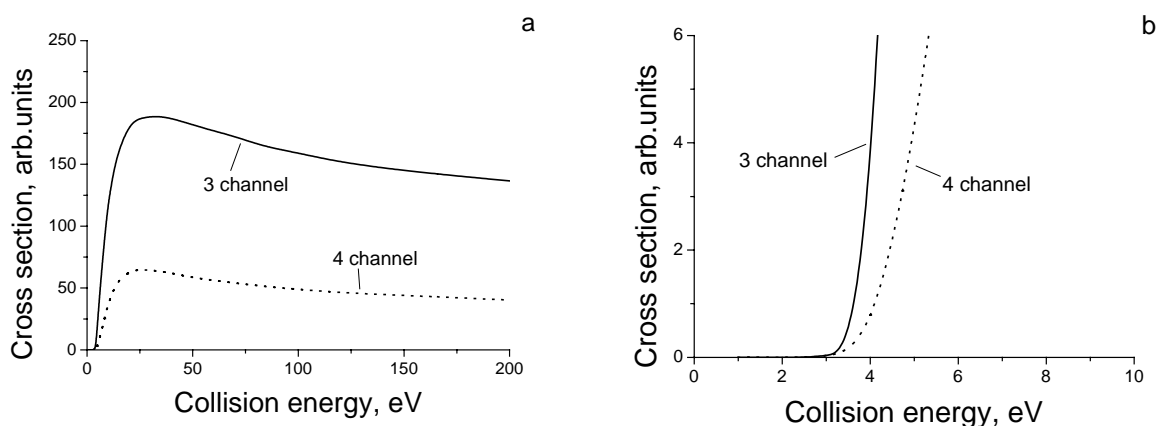 a
250
200
150
100
50
0
Cross section, arb.units
3 channel
4 channel
0 50 100 150 200
Collision energy, eV
b
6
4
2
0
Cross section, arb.units
3 channel
4 channel
0 2 4 6 8 10
Collision energy, eV